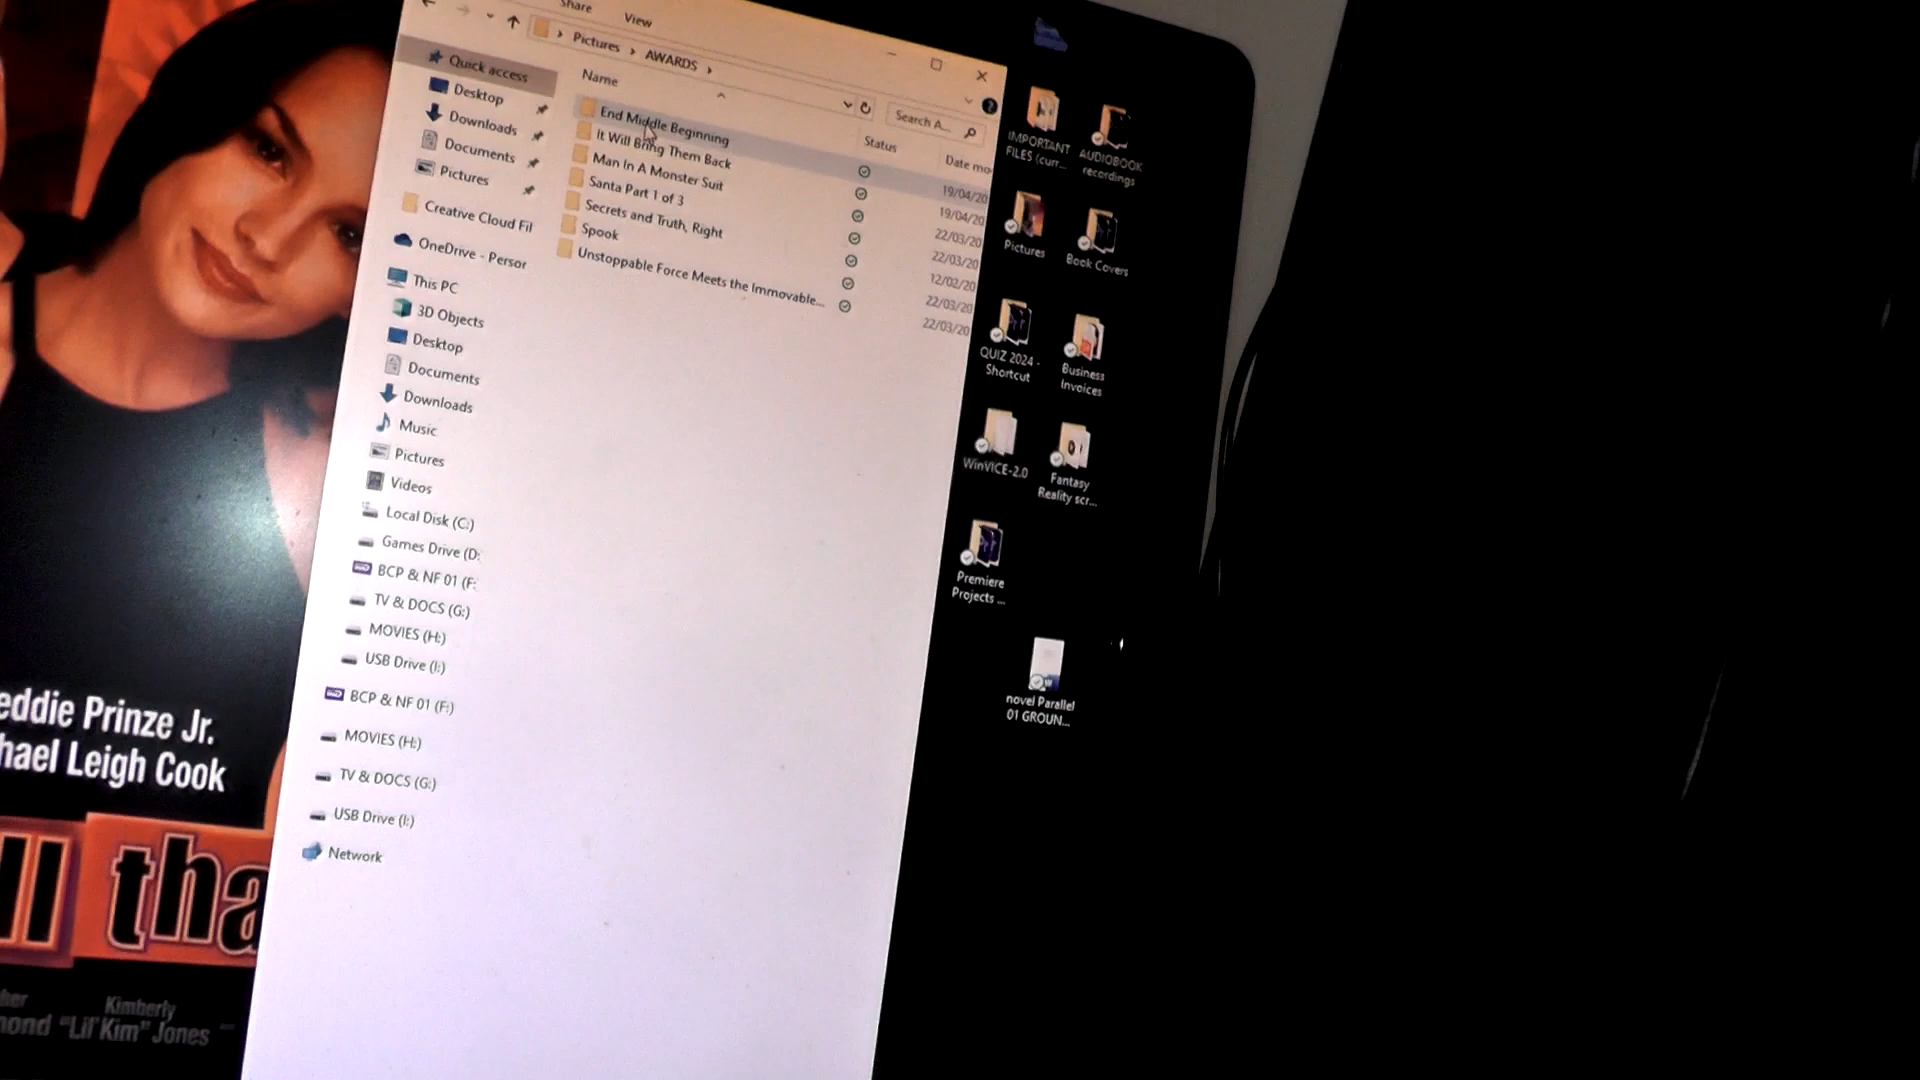 Share
View
Pictures
AWARDS
Search A...
Quick access
Desktop
Downloads
Documents
Pictures
Creative Cloud Fil
OneDrive - Persor
This PC
3D Objects
Desktop
Documents
Downloads
Music
Pictures
Videos
Local Disk (C:)
Games Drive (D:
BCP & NF 01 (F:
TV & DOCS (G:)
MOVIES (H:)
USB Drive (I:)
BCP & NF 01 (F:)
MOVIES (H:)
TV & DOCS (G:)
USB Drive (I:)
Network
Name
Status
Date mo
End Middle Beginning
It Will Bring Them Back
Man In A Monster Suit
Santa Part 1 of 3
Secrets and Truth, Right
Spook
Unstoppable Force Meets the Immovable...
19/04/20
19/04/20
22/03/20
22/03/20
12/02/20
22/03/20
22/03/20
IMPORTANT
FILES (curr...
AUDIOBOOK
recordings
Pictures
Book Covers
QUIZ 2024 -
Shortcut
Business
Invoices
WinVICE-2.0
Fantasy
Reality scr...
Premiere
Projects ...
novel Parallel
01 GROUN...
eddie Prinze Jr.
hael Leigh Cook
ll tha
her
Kimberly
mond "Lil' Kim" Jones